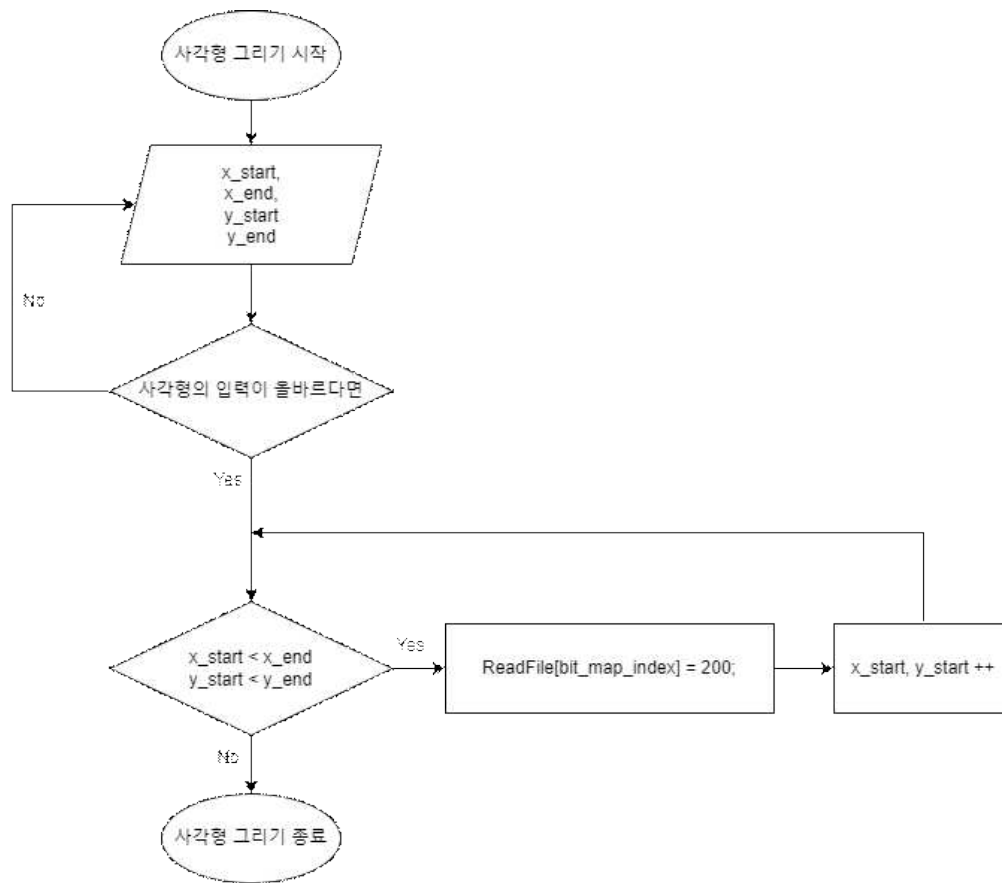 사각형 그리기 시작
x_start,
x_end,
y_start
y_end
No
사각형의 입력이 올바르다면
Yes
x_start < x_end
y_start < y_end
Yes
ReadFile[bit_map_index] = 200;
x_start, y_start ++
No
사각형 그리기 종료